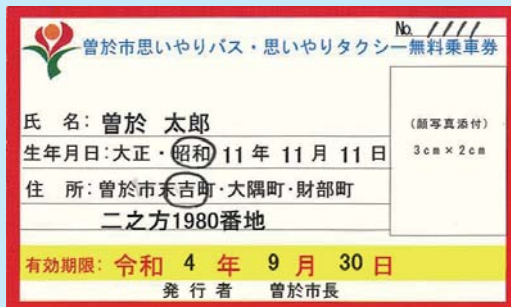 No. 1111
曽於市思いやりバス・思いやりタクシー無料乗車券
氏 名: 曽於 太郎
(顔写真添付)
3cm×2cm
生年月日:大正・昭和 11 年 11 月 11 日
住 所:曽於市末吉町・大隅町・財部町
二之方1980番地
有効期限: 令和 4 年 9 月 30 日
発行者 曽於市長